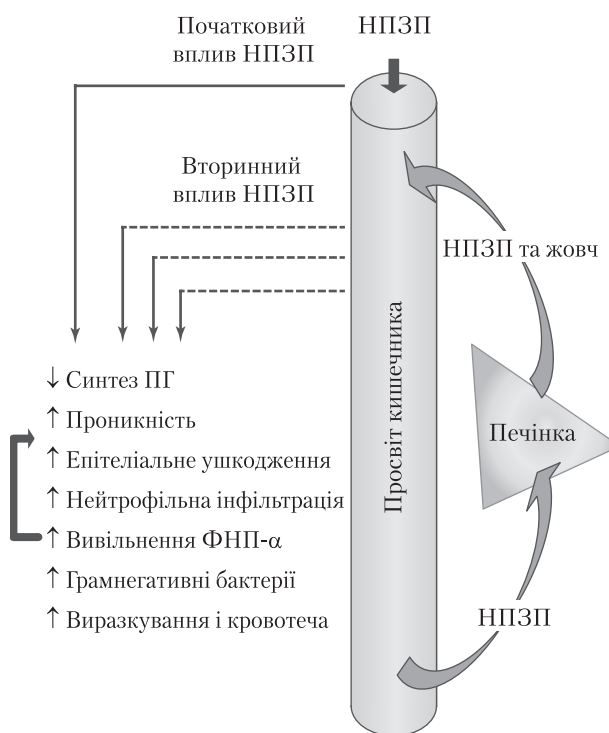 Початковий
вплив НПЗП
НПЗП
Вторинний
вплив НПЗП
НПЗП та жовч
Просвіт кишечника
Печінка
НПЗП
↓ Синтез ПГ
↑ Проникність
↑ Епітеліальне ушкодження
↑ Нейтрофільна інфільтрація
↑ Вивільнення ФНП-α
↑ Грамнегативні бактерії
↑ Виразкування і кровотеча